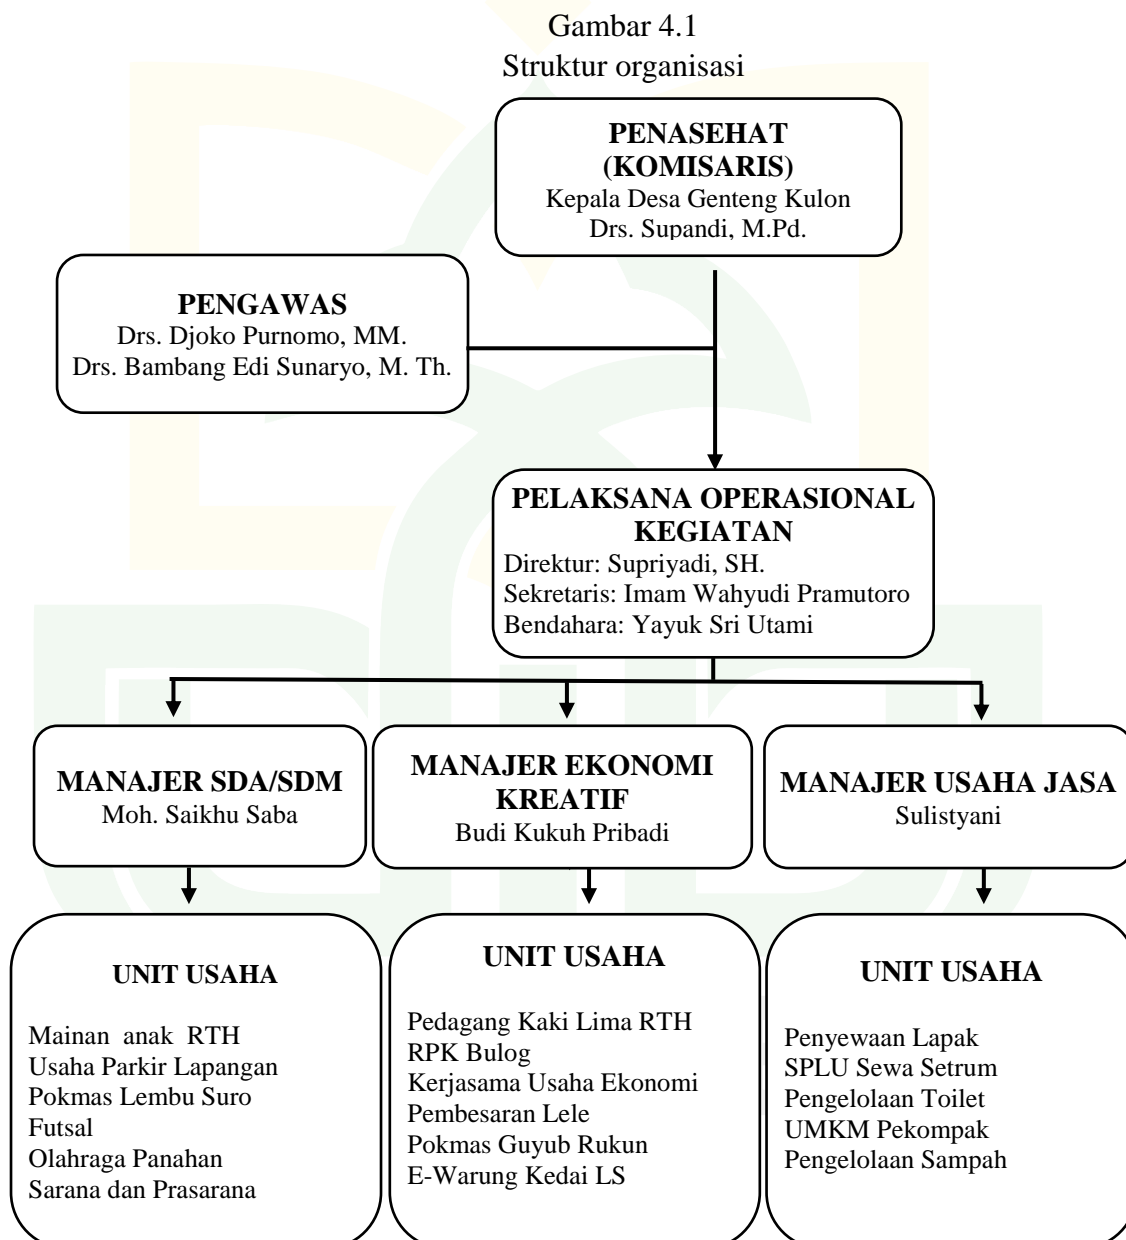 Gambar 4.1
Struktur organisasi
PENASEHAT
(KOMISARIS)
Kepala Desa Genteng Kulon
Drs. Supandi, M.Pd.
PENGAWAS
Drs. Djoko Purnomo, MM.
Drs. Bambang Edi Sunaryo, M. Th.
PELAKSANA OPERASIONAL
KEGIATAN
Direktur: Supriyadi, SH.
Sekretaris: Imam Wahyudi Pramutoro
Bendahara: Yayuk Sri Utami
MANAJER SDA/SDM
Moh. Saikhu Saba
MANAJER EKONOMI
KREATIF
Budi Kukuh Pribadi
MANAJER USAHA JASA
Sulistyani
UNIT USAHA
Mainan anak RTH
Usaha Parkir Lapangan
Pokmas Lembu Suro
Futsal
Olahraga Panahan
Sarana dan Prasarana
UNIT USAHA
Pedagang Kaki Lima RTH
RPK Bulog
Kerjasama Usaha Ekonomi
Pembesaran Lele
Pokmas Guyub Rukun
E-Warung Kedai LS
UNIT USAHA
Penyewaan Lapak
SPLU Sewa Setrum
Pengelolaan Toilet
UMKM Pekompak
Pengelolaan Sampah